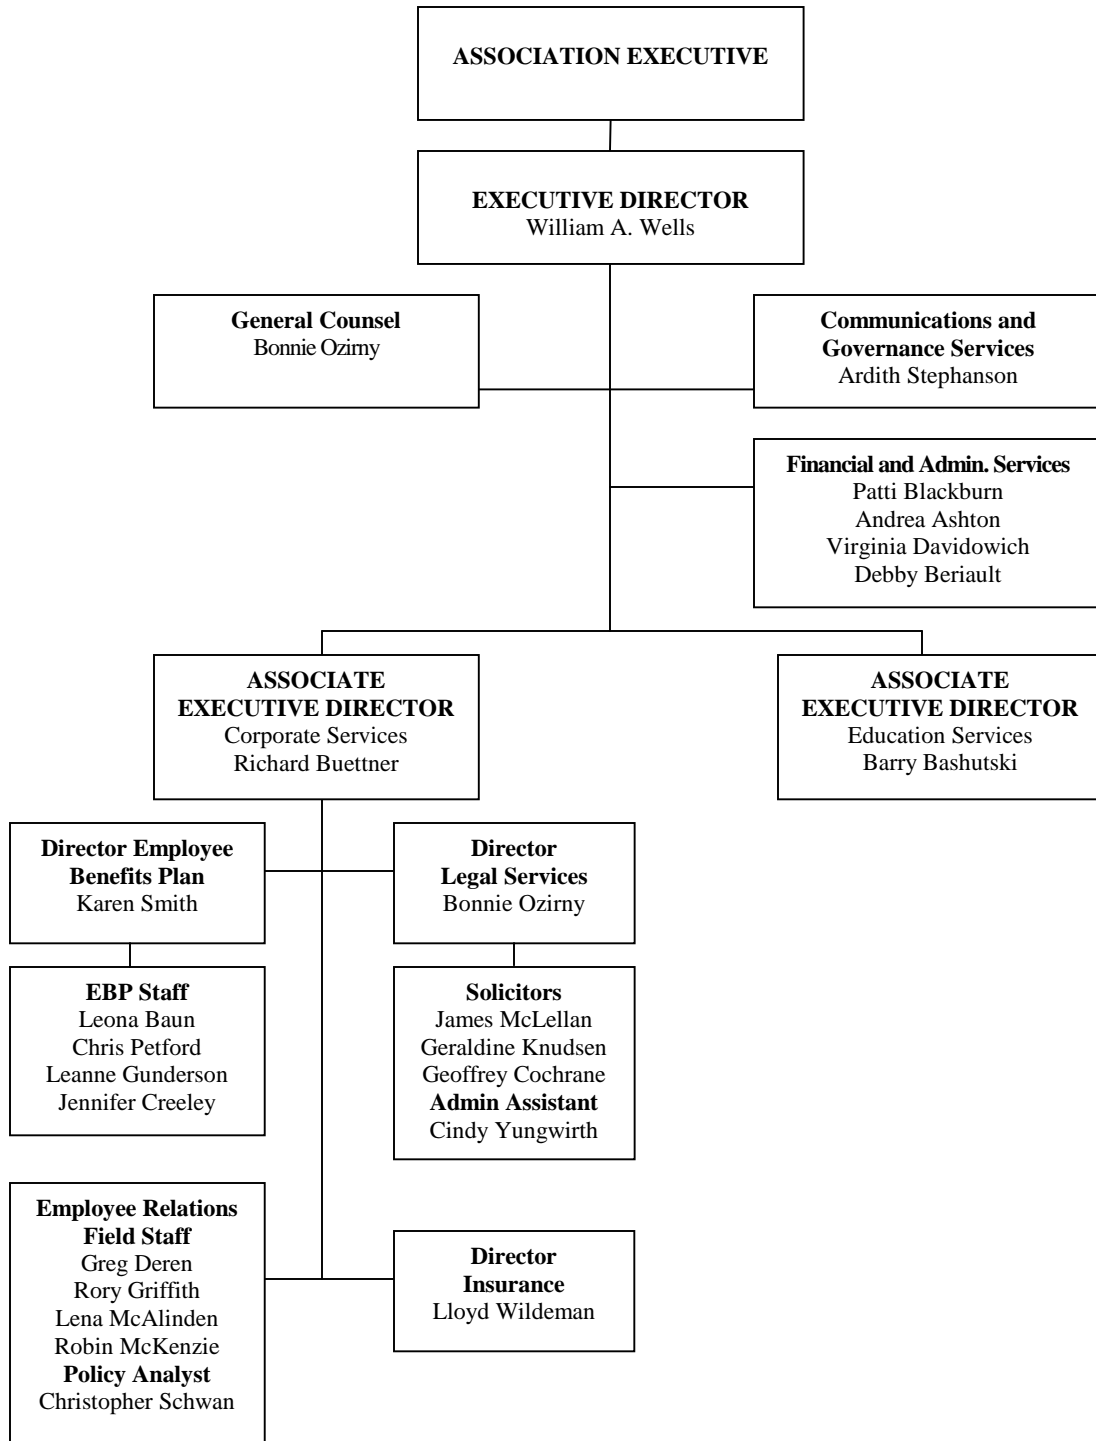 ASSOCIATION EXECUTIVE
EXECUTIVE DIRECTOR
William A. Wells
General Counsel
Bonnie Ozirny
Communications and
Governance Services
Ardith Stephanson
Financial and Admin. Services
Patti Blackburn
Andrea Ashton
Virginia Davidowich
Debby Beriault
ASSOCIATE
EXECUTIVE DIRECTOR
Corporate Services
Richard Buettner
ASSOCIATE
EXECUTIVE DIRECTOR
Education Services
Barry Bashutski
Director Employee
Benefits Plan
Karen Smith
Director
Legal Services
Bonnie Ozirny
EBP Staff
Leona Baun
Chris Petford
Leanne Gunderson
Jennifer Creeley
Solicitors
James McLellan
Geraldine Knudsen
Geoffrey Cochrane
Admin Assistant
Cindy Yungwirth
Employee Relations
Field Staff
Greg Deren
Rory Griffith
Lena McAlinden
Robin McKenzie
Policy Analyst
Christopher Schwan
Director
Insurance
Lloyd Wildeman